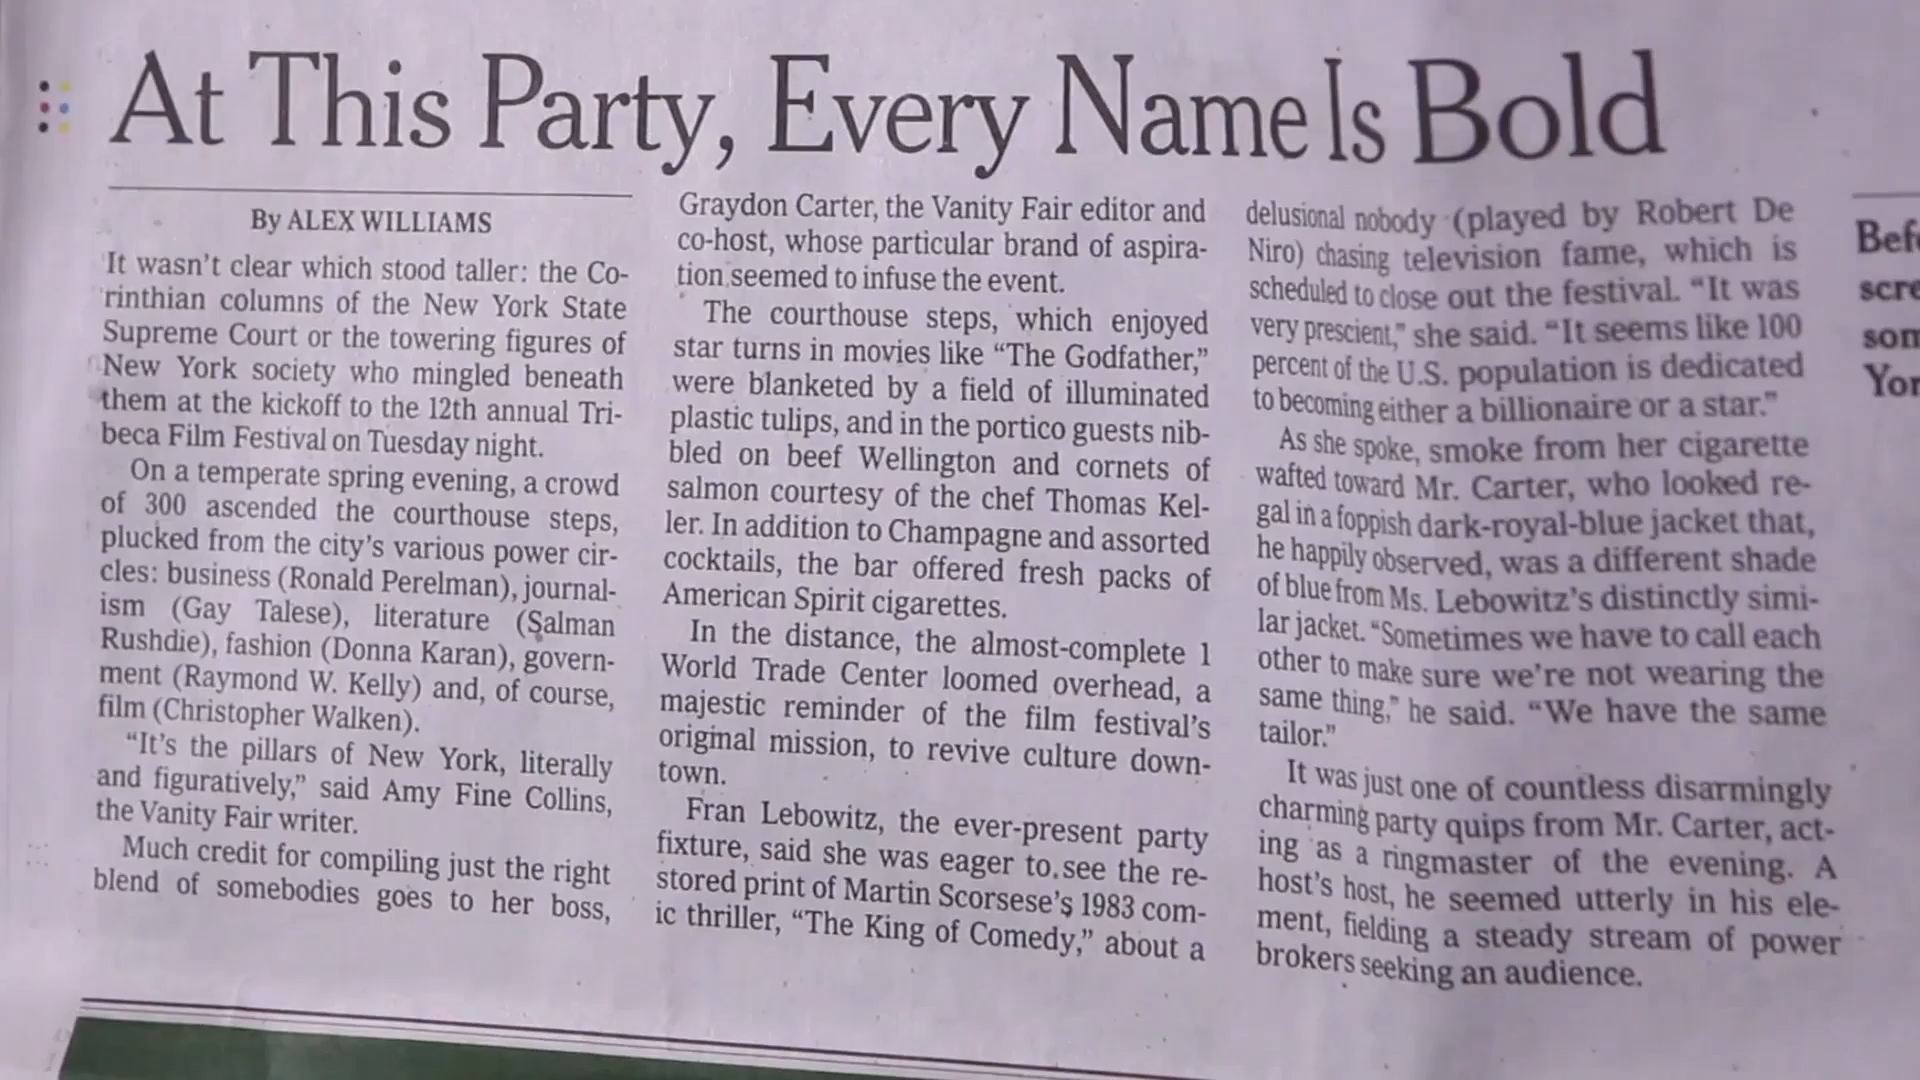 At This Party, Every Name Is Bold
By ALEX WILLIAMS
It wasn't clear which stood taller: the Co-
rinthian columns of the New York State
Supreme Court or the towering figures of
New York society who mingled beneath
them at the kickoff to the 12th annual Tri-
beca Film Festival on Tuesday night.
On a temperate spring evening, a crowd
of 300 ascended the courthouse steps,
plucked from the city's various power cir-
cles: business (Ronald Perelman), journal-
ism (Gay Talese), literature (Salman
Rushdie), fashion (Donna Karan), govern-
ment (Raymond W. Kelly) and, of course,
film (Christopher Walken).
“It's the pillars of New York, literally
and figuratively,” said Amy Fine Collins,
the Vanity Fair writer.
Much credit for compiling just the right
blend of somebodies goes to her boss,
Graydon Carter, the Vanity Fair editor and
co-host, whose particular brand of aspira-
tion seemed to infuse the event.
The courthouse steps, which enjoyed
star turns in movies like “The Godfather,”
were blanketed by a field of illuminated
plastic tulips, and in the portico guests nib-
bled on beef Wellington and cornets of
salmon courtesy of the chef Thomas Kel-
ler. In addition to Champagne and assorted
cocktails, the bar offered fresh packs of
American Spirit cigarettes.
In the distance, the almost-complete 1
World Trade Center loomed overhead, a
majestic reminder of the film festival's
original mission, to revive culture down-
town.
Fran Lebowitz, the ever-present party
fixture, said she was eager to see the re-
stored print of Martin Scorsese's 1983 com-
ic thriller, “The King of Comedy,” about a
delusional nobody (played by Robert De
Niro) chasing television fame, which is
scheduled to close out the festival. “It was
very prescient,” she said. “It seems like 100
percent of the U.S. population is dedicated
to becoming either a billionaire or a star.”
As she spoke, smoke from her cigarette
wafted toward Mr. Carter, who looked re-
gal in a foppish dark-royal-blue jacket that,
he happily observed, was a different shade
of blue from Ms. Lebowitz's distinctly simi-
lar jacket. “Sometimes we have to call each
other to make sure we're not wearing the
same thing,” he said. “We have the same
tailor.”
It was just one of countless disarmingly
charming party quips from Mr. Carter, act-
ing as a ringmaster of the evening. A
host's host, he seemed utterly in his ele-
ment, fielding a steady stream of power
brokers seeking an audience.